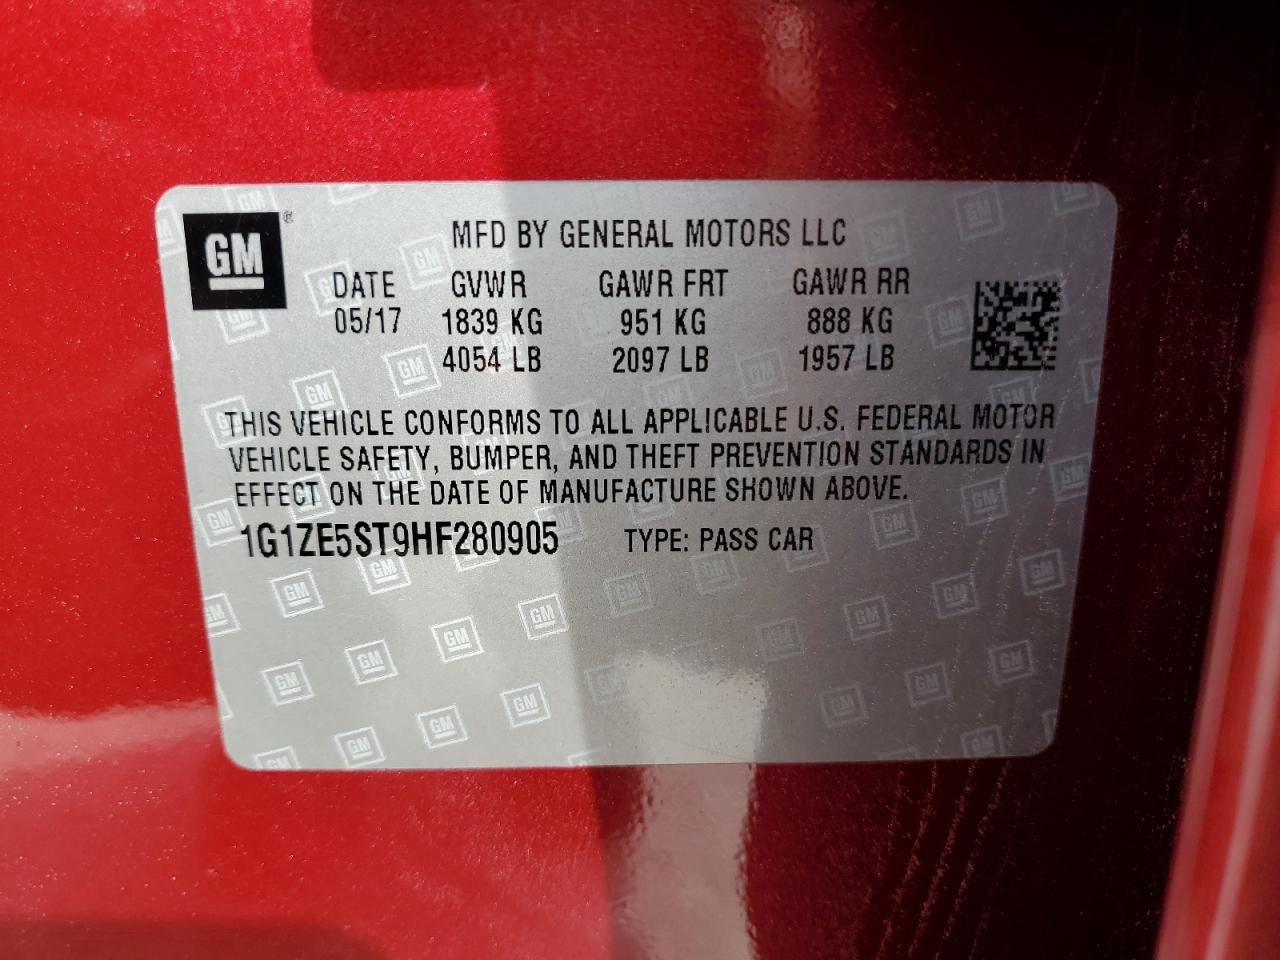 GM ®
MFD BY GENERAL MOTORS LLC
DATE GVWR GAWR FRT GAWR RR
05/17 1839 KG 951 KG 888 KG
4054 LB 2097 LB 1957 LB
THIS VEHICLE CONFORMS TO ALL APPLICABLE U.S. FEDERAL MOTOR
VEHICLE SAFETY, BUMPER, AND THEFT PREVENTION STANDARDS IN
EFFECT ON THE DATE OF MANUFACTURE SHOWN ABOVE.
1G1ZE5ST9HF280905 TYPE: PASS CAR